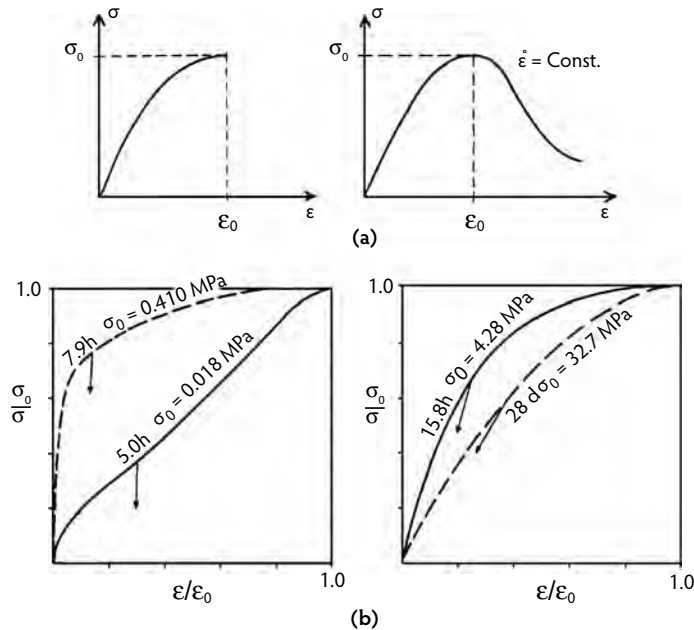 σ
σ₀
ε₀
ε
σ
σ₀
ε̊ = Const.
ε₀
ε
(a)
1.0
σ₀
σ
7.9h σ₀ = 0.410 MPa
5.0h σ₀ = 0.018 MPa
ε/ε₀
1.0
1.0
σ₀
σ
15.8h σ₀ = 4.28 MPa
28 d σ₀ = 32.7 MPa
ε/ε₀
1.0
(b)